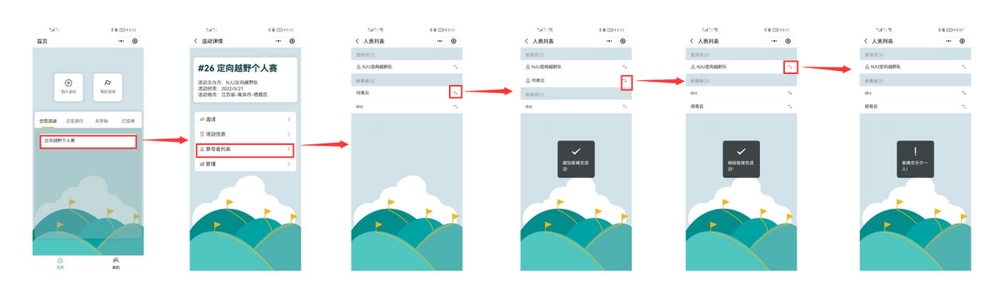 首页
加入活动
发起活动
全部活动 正在进行 未开始 已结束
定向越野个人赛
首页 我的
活动详情
#26 定向越野个人赛
活动主办方: NJU定向越野队
活动时间: 2022/5/21
活动地点: 江苏省-南京市-栖霞区
邀请
活动信息
参与者列表
管理
人员列表
管理员(1)
NJU定向越野队
参赛者(2)
何青云
dcc
人员列表
管理员(2)
NJU定向越野队
何青云
参赛者(1)
dcc
增加管理员成
功!
人员列表
管理员(1)
NJU定向越野队
参赛者(2)
dcc
何青云
移除管理员成
功!
人员列表
管理员(1)
NJU定向越野队
参赛者(2)
dcc
何青云
管理员至少一
人!